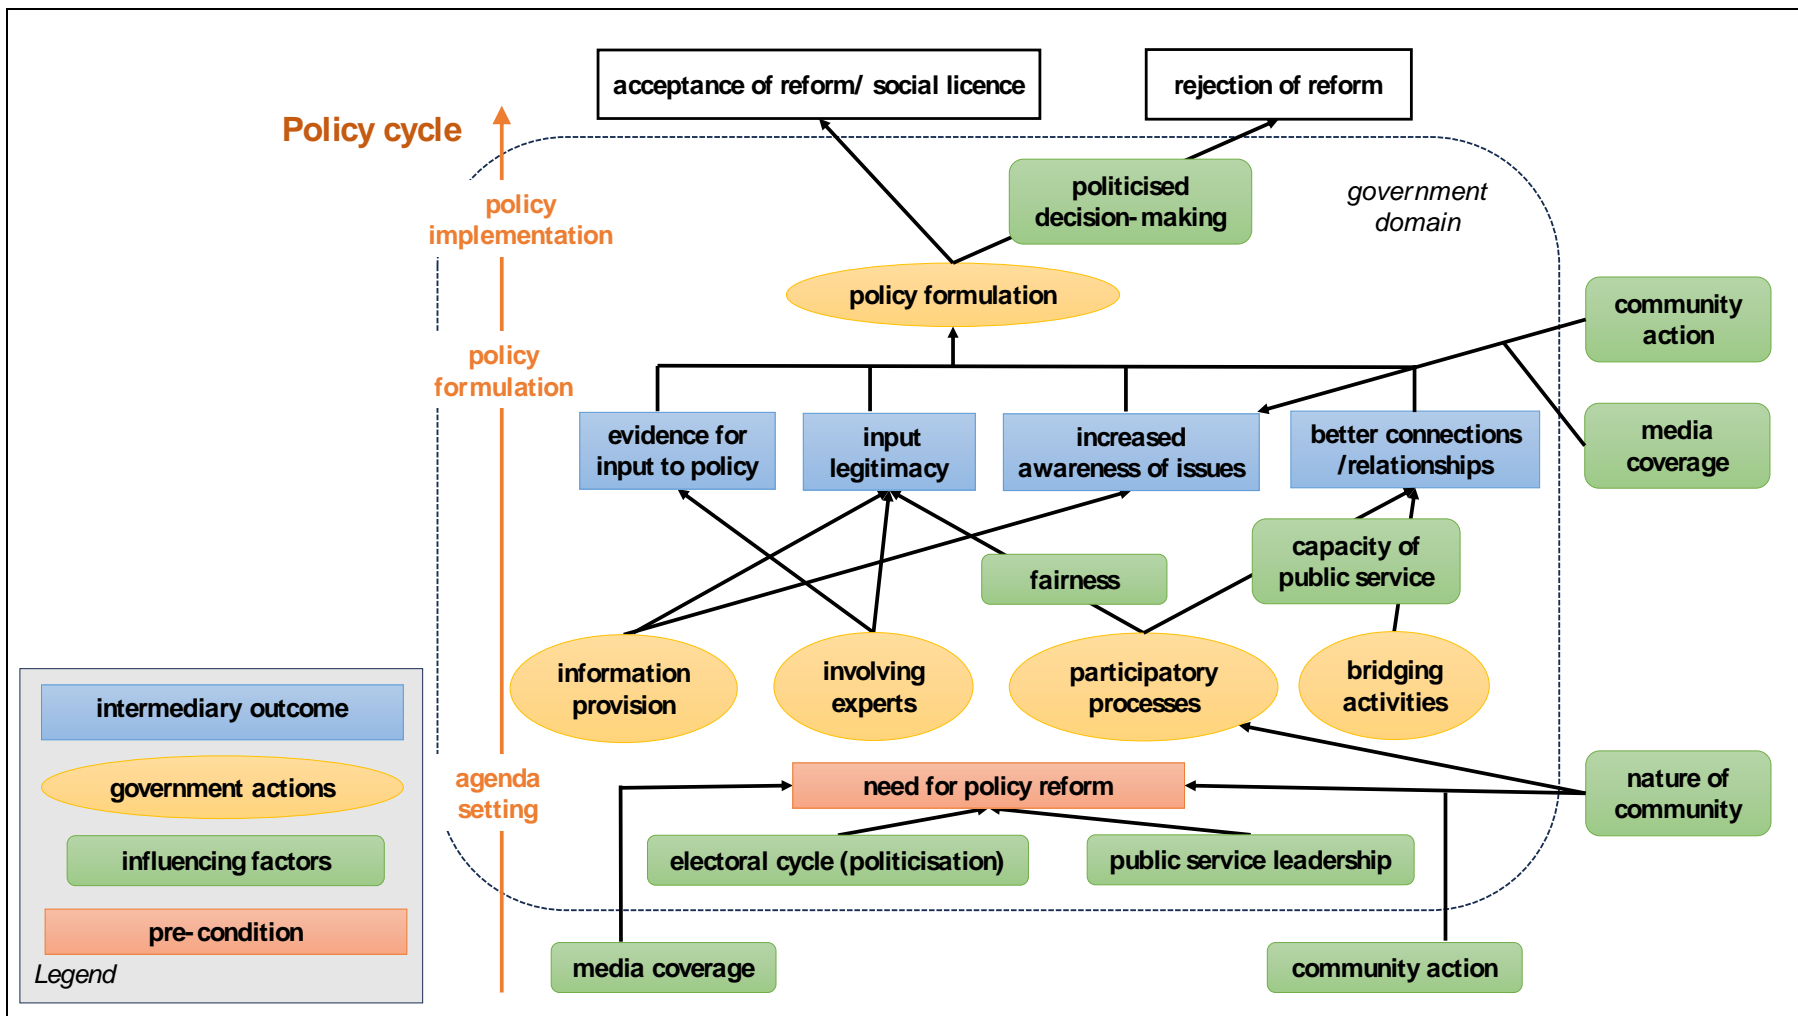 acceptance of reform/ social licence
rejection of reform
Policy cycle
policy
implementation
politicised
decision-making
government
domain
policy formulation
community
action
policy
formulation
evidence for
input to policy
input
legitimacy
increased
awareness of issues
better connections
/relationships
media
coverage
capacity of
public service
fairness
information
provision
involving
experts
participatory
processes
bridging
activities
agenda
setting
need for policy reform
nature of
community
electoral cycle (politicisation)
public service leadership
media coverage
community action
intermediary outcome
government actions
influencing factors
pre-condition
Legend